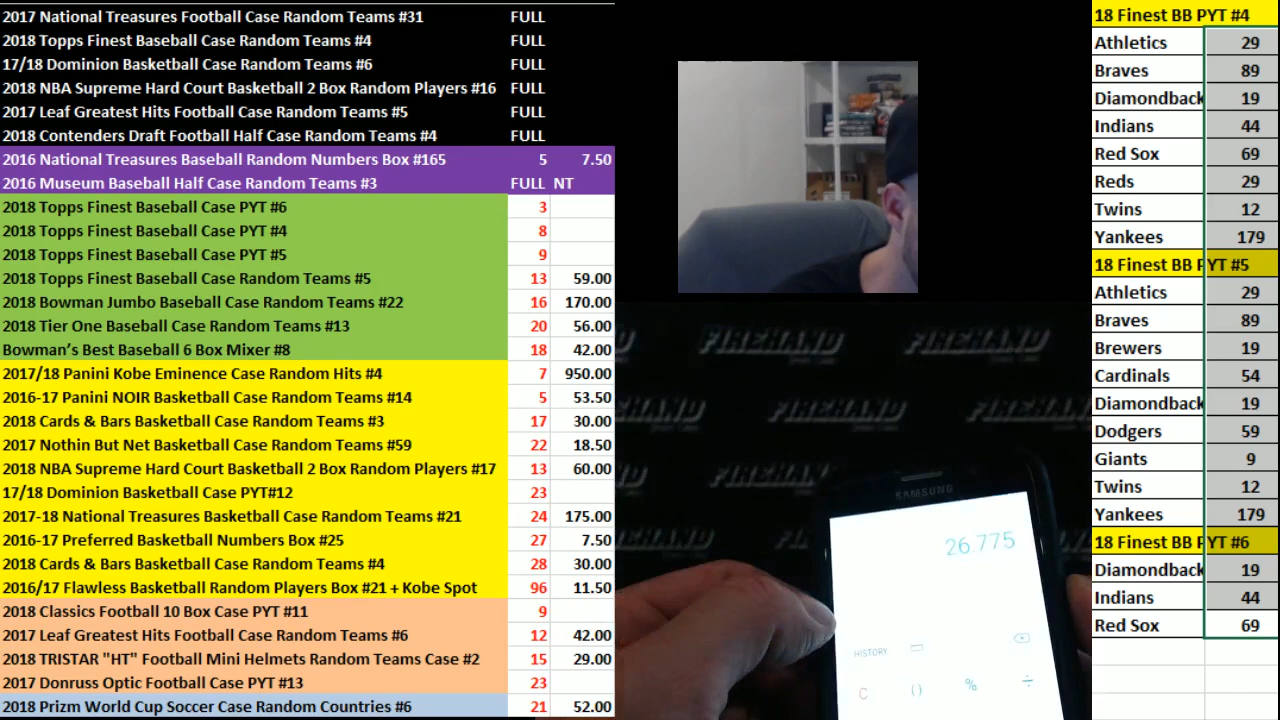 2017 National Treasures Football Case Random Teams #31 FULL
2018 Topps Finest Baseball Case Random Teams #4 FULL
17/18 Dominion Basketball Case Random Teams #6 FULL
2018 NBA Supreme Hard Court Basketball 2 Box Random Players #16 FULL
2017 Leaf Greatest Hits Football Case Random Teams #5 FULL
2018 Contenders Draft Football Half Case Random Teams #4 FULL
2016 National Treasures Baseball Random Numbers Box #165 5 7.50
2016 Museum Baseball Half Case Random Teams #3 FULL NT
2018 Topps Finest Baseball Case PYT #6 3
2018 Topps Finest Baseball Case PYT #4 8
2018 Topps Finest Baseball Case PYT #5 9
2018 Topps Finest Baseball Case Random Teams #5 13 59.00
2018 Bowman Jumbo Baseball Case Random Teams #22 16 170.00
2018 Tier One Baseball Case Random Teams #13 20 56.00
Bowman’s Best Baseball 6 Box Mixer #8 18 42.00
2017/18 Panini Kobe Eminence Case Random Hits #4 7 950.00
2016-17 Panini NOIR Basketball Case Random Teams #14 5 53.50
2018 Cards & Bars Basketball Case Random Teams #3 17 30.00
2017 Nothin But Net Basketball Case Random Teams #59 22 18.50
2018 NBA Supreme Hard Court Basketball 2 Box Random Players #17 13 60.00
17/18 Dominion Basketball Case PYT#12 23
2017-18 National Treasures Basketball Case Random Teams #21 24 175.00
2016-17 Preferred Basketball Numbers Box #25 27 7.50
2018 Cards & Bars Basketball Case Random Teams #4 28 30.00
2016/17 Flawless Basketball Random Players Box #21 + Kobe Spot 96 11.50
2018 Classics Football 10 Box Case PYT #11 9
2017 Leaf Greatest Hits Football Case Random Teams #6 12 42.00
2018 TRISTAR "HT" Football Mini Helmets Random Teams Case #2 15 29.00
2017 Donruss Optic Football Case PYT #13 23
2018 Prizm World Cup Soccer Case Random Countries #6 21 52.00
FIREHAND FIREHAND
FIREHAND FIREHAND
FIREHAND FIREHAND
SAMSUNG
26.775
HISTORY
C () % ÷
18 Finest BB PYT #4
Athletics 29
Braves 89
Diamondback 19
Indians 44
Red Sox 69
Reds 29
Twins 12
Yankees 179
18 Finest BB PYT #5
Athletics 29
Braves 89
Brewers 19
Cardinals 54
Diamondback 19
Dodgers 59
Giants 9
Twins 12
Yankees 179
18 Finest BB PYT #6
Diamondback 19
Indians 44
Red Sox 69